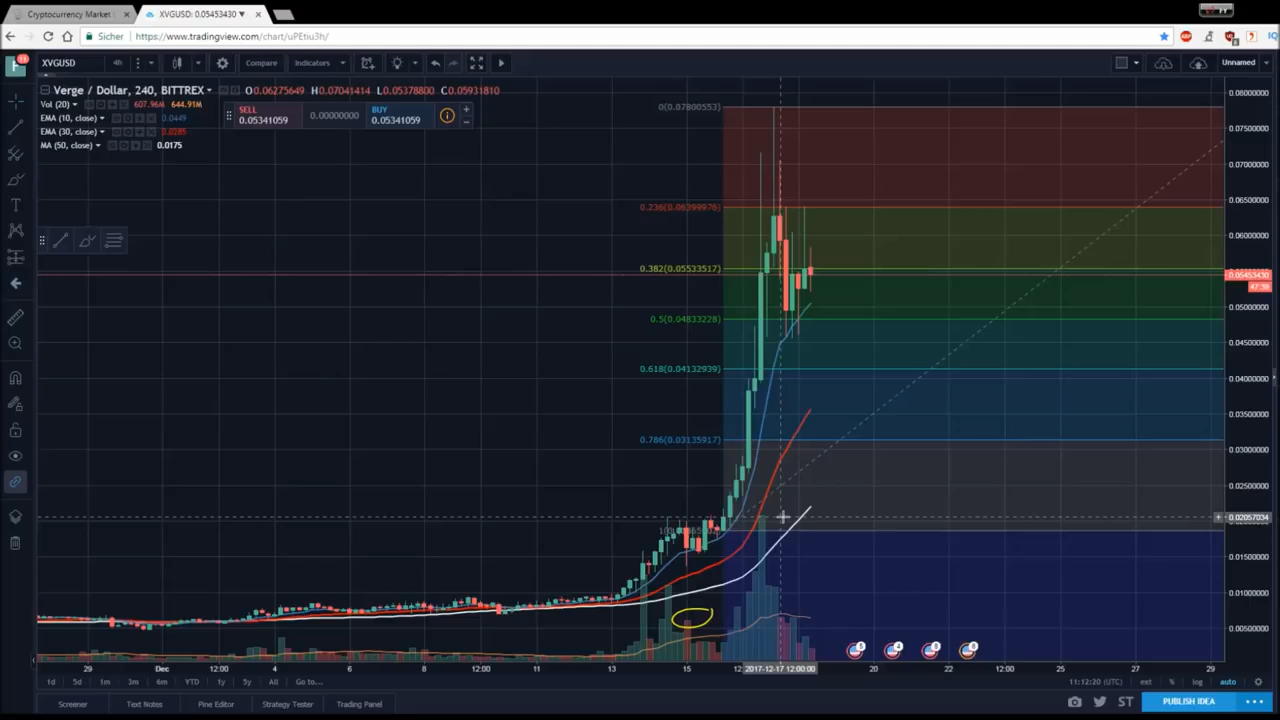 Cryptocurrency Market
XVGUSD: 0.05453430 ▼
Sicher https://www.tradingview.com/chart/uPEtiu3h/
XVGUSD 4h Compare Indicators Unnamed
Verge / Dollar, 240, BITTREX O0.06275649 H0.07041414 L0.05378800 C0.05931810
Vol (20) 607.96M 644.91M
EMA (10, close) 0.0449
EMA (30, close) 0.0285
MA (50, close) 0.0175
SELL 0.05341059
0.00000000
BUY 0.05341059
0(0.07800553)
0.236(0.06399976)
0.382(0.05533517)
0.5(0.04833228)
0.618(0.04132939)
0.786(0.03135917)
0.08000000
0.07500000
0.07000000
0.06500000
0.06000000
0.05453430
47:39
0.05000000
0.04500000
0.04000000
0.03500000
0.03000000
0.02500000
0.02057034
0.01500000
0.01000000
0.00500000
29 Dec 12:00 4 6 8 12:00 11 13 15 2017-12-17 12:00:00 20 22 12:00 25 27 29
1d 5d 1m 3m 6m YTD 1y 5y All Go to... 11:12:20 (UTC) ext % log auto
Screener Text Notes Pine Editor Strategy Tester Trading Panel ST PUBLISH IDEA